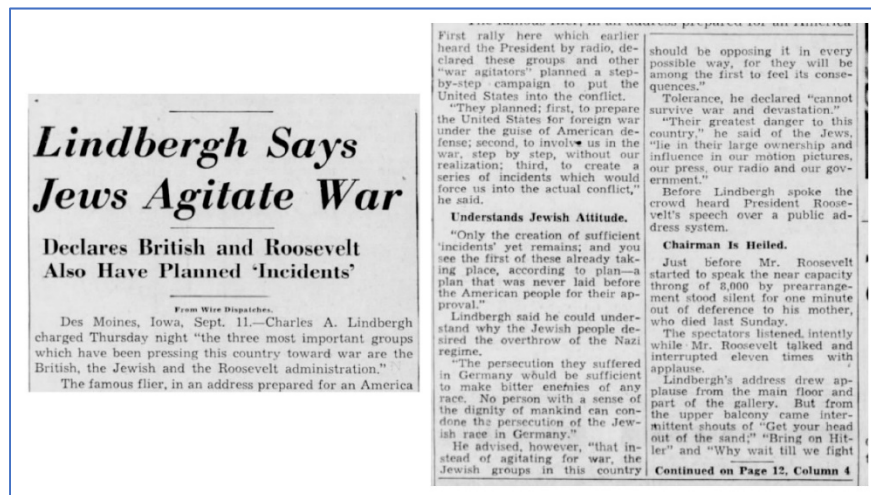 Lindbergh Says
Jews Agitate War
Declares British and Roosevelt
Also Have Planned 'Incidents'
From Wire Dispatches.
Des Moines, Iowa, Sept. 11.—Charles A. Lindbergh
charged Thursday night "the three most important groups
which have been pressing this country toward war are the
British, the Jewish and the Roosevelt administration."
The famous flier, in an address prepared for an America
The famous flier, in an address prepared for an America
First rally here which earlier
heard the President by radio, de-
clared these groups and other
"war agitators" planned a step-
by-step campaign to put the
United States into the conflict.
"They planned; first, to prepare
the United States for foreign war
under the guise of American de-
fense; second, to involve us in the
war, step by step, without our
realization; third, to create a
series of incidents which would
force us into the actual conflict,"
he said.
Understands Jewish Attitude.
"Only the creation of sufficient
'incidents' yet remains; and you
see the first of these already tak-
ing place, according to plan—a
plan that was never laid before
the American people for their ap-
proval."
Lindbergh said he could under-
stand why the Jewish people de-
sired the overthrow of the Nazi
regime.
"The persecution they suffered
in Germany would be sufficient
to make bitter enemies of any
race. No person with a sense of
the dignity of mankind can con-
done the persecution of the Jew-
ish race in Germany."
He advised, however, "that in-
stead of agitating for war, the
Jewish groups in this country
should be opposing it in every
possible way, for they will be
among the first to feel its conse-
quences."
Tolerance, he declared "cannot
survive war and devastation."
"Their greatest danger to this
country," he said of the Jews,
"lie in their large ownership and
influence in our motion pictures,
our press, our radio and our gov-
ernment."
Before Lindbergh spoke the
crowd heard President Roose-
velt's speech over a public ad-
dress system.
Chairman Is Heiled.
Just before Mr. Roosevelt
started to speak the near capacity
throng of 8,000 by prearrange-
ment stood silent for one minute
out of deference to his mother,
who died last Sunday.
The spectators listened intently
while Mr. Roosevelt talked and
interrupted eleven times with
applause.
Lindbergh's address drew ap-
plause from the main floor and
part of the gallery. But from
the upper balcony came inter-
mittent shouts of "Get your head
out of the sand;" "Bring on Hit-
ler" and "Why wait till we fight
Continued on Page 12, Column 4